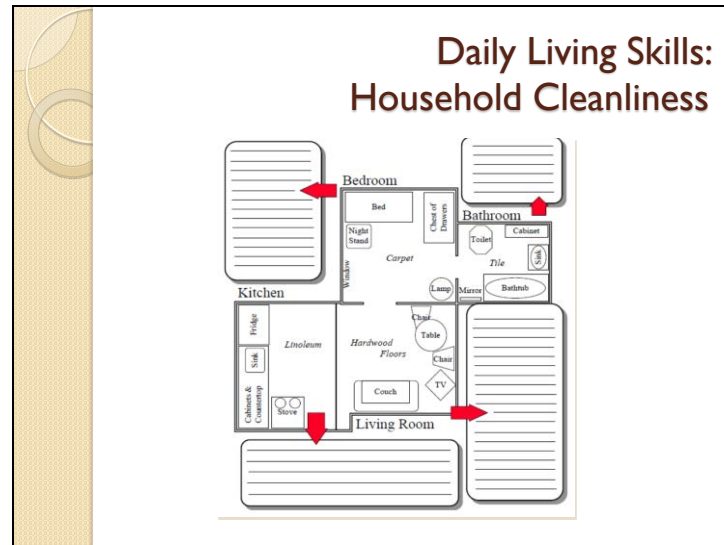 Daily Living Skills:
Household Cleanliness
Bedroom
Bed
Chest of
Drawers
Night
Stand
Carpet
Window
Lamp
Bathroom
Cabinet
Toilet
Sink
Tile
Mirror
Bathtub
Kitchen
Fridge
Linoleum
Sink
Cabinets &
Countertop
Stove
Hardwood
Floors
Chair
Table
Chair
TV
Couch
Living Room